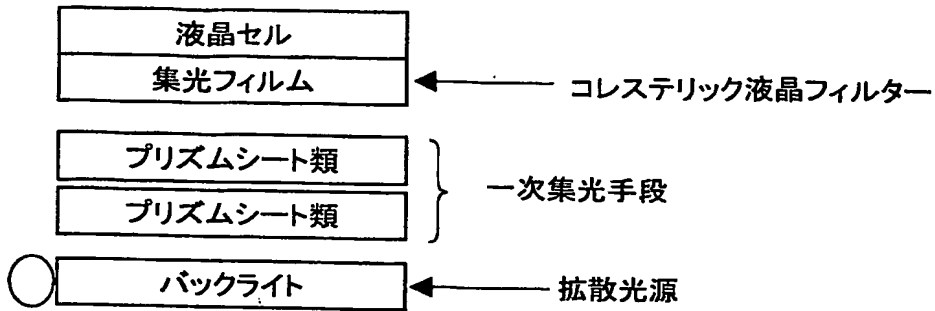 液晶セル
集光フィルム
コレステリック液晶フィルター
プリズムシート類
プリズムシート類
一次集光手段
バックライト
拡散光源